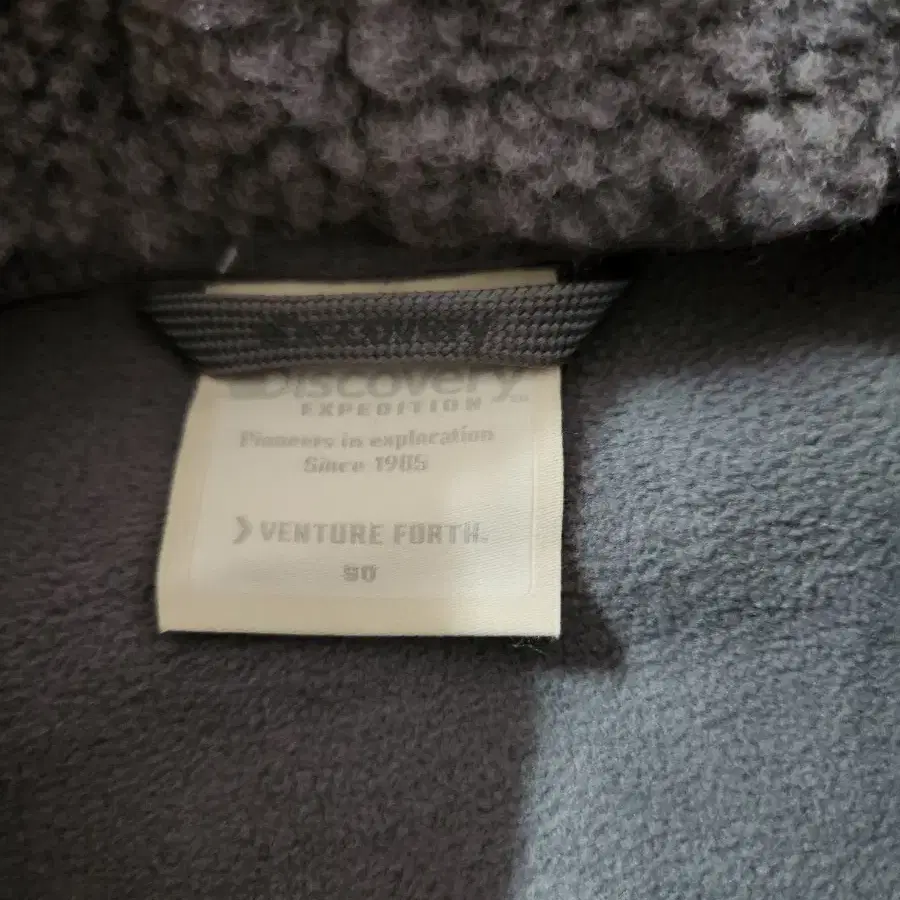 Discovery
EXPEDITION
Pioneers in exploration
Since 1985
VENTURE FORTH
90